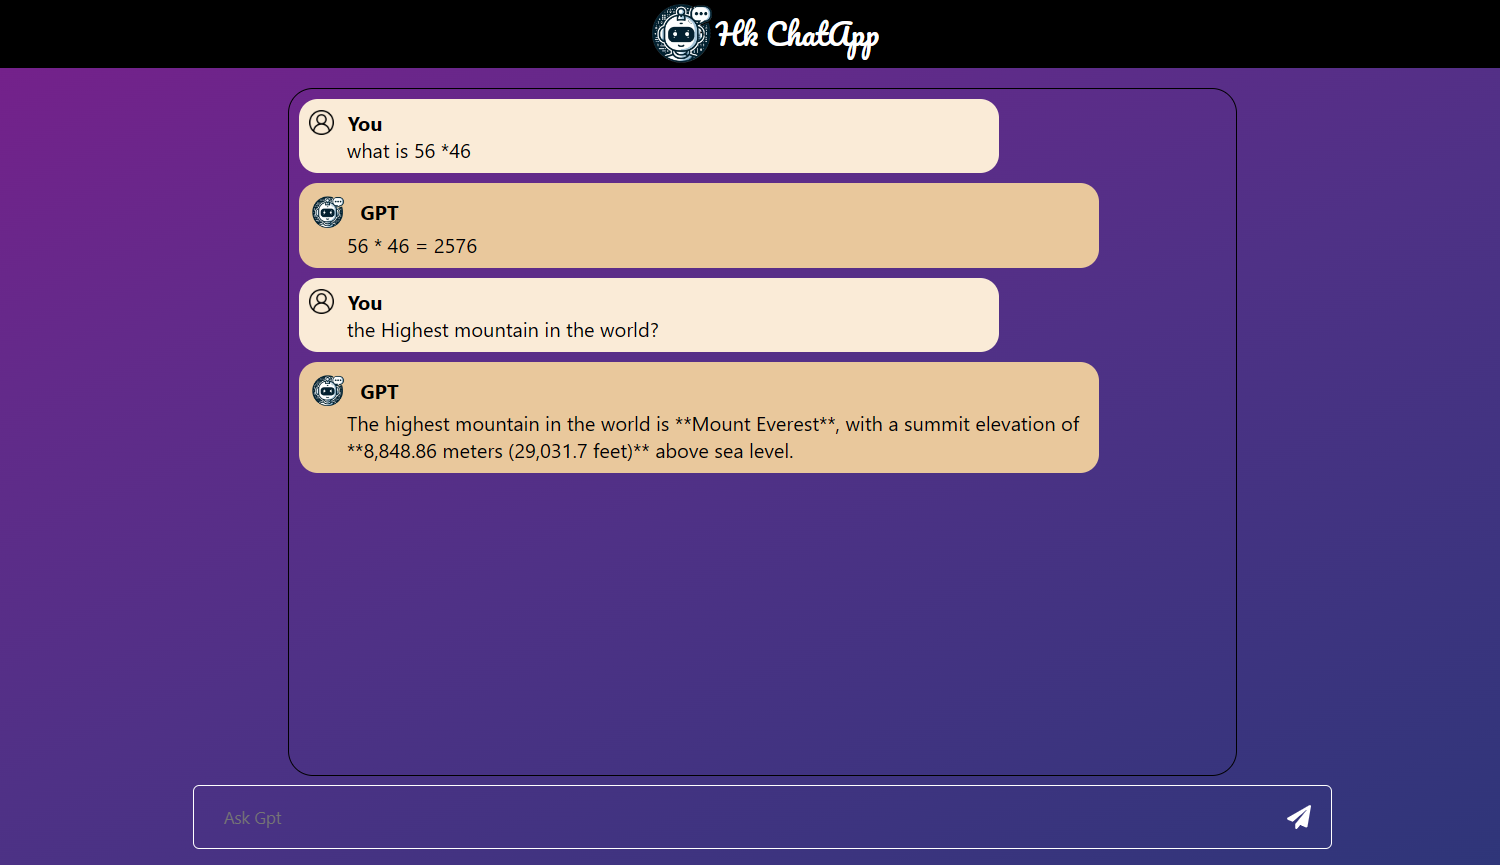 Hk ChatApp
You
what is 56 *46
GPT
56 * 46 = 2576
You
the Highest mountain in the world?
GPT
The highest mountain in the world is **Mount Everest**, with a summit elevation of
**8,848.86 meters (29,031.7 feet)** above sea level.
Ask Gpt